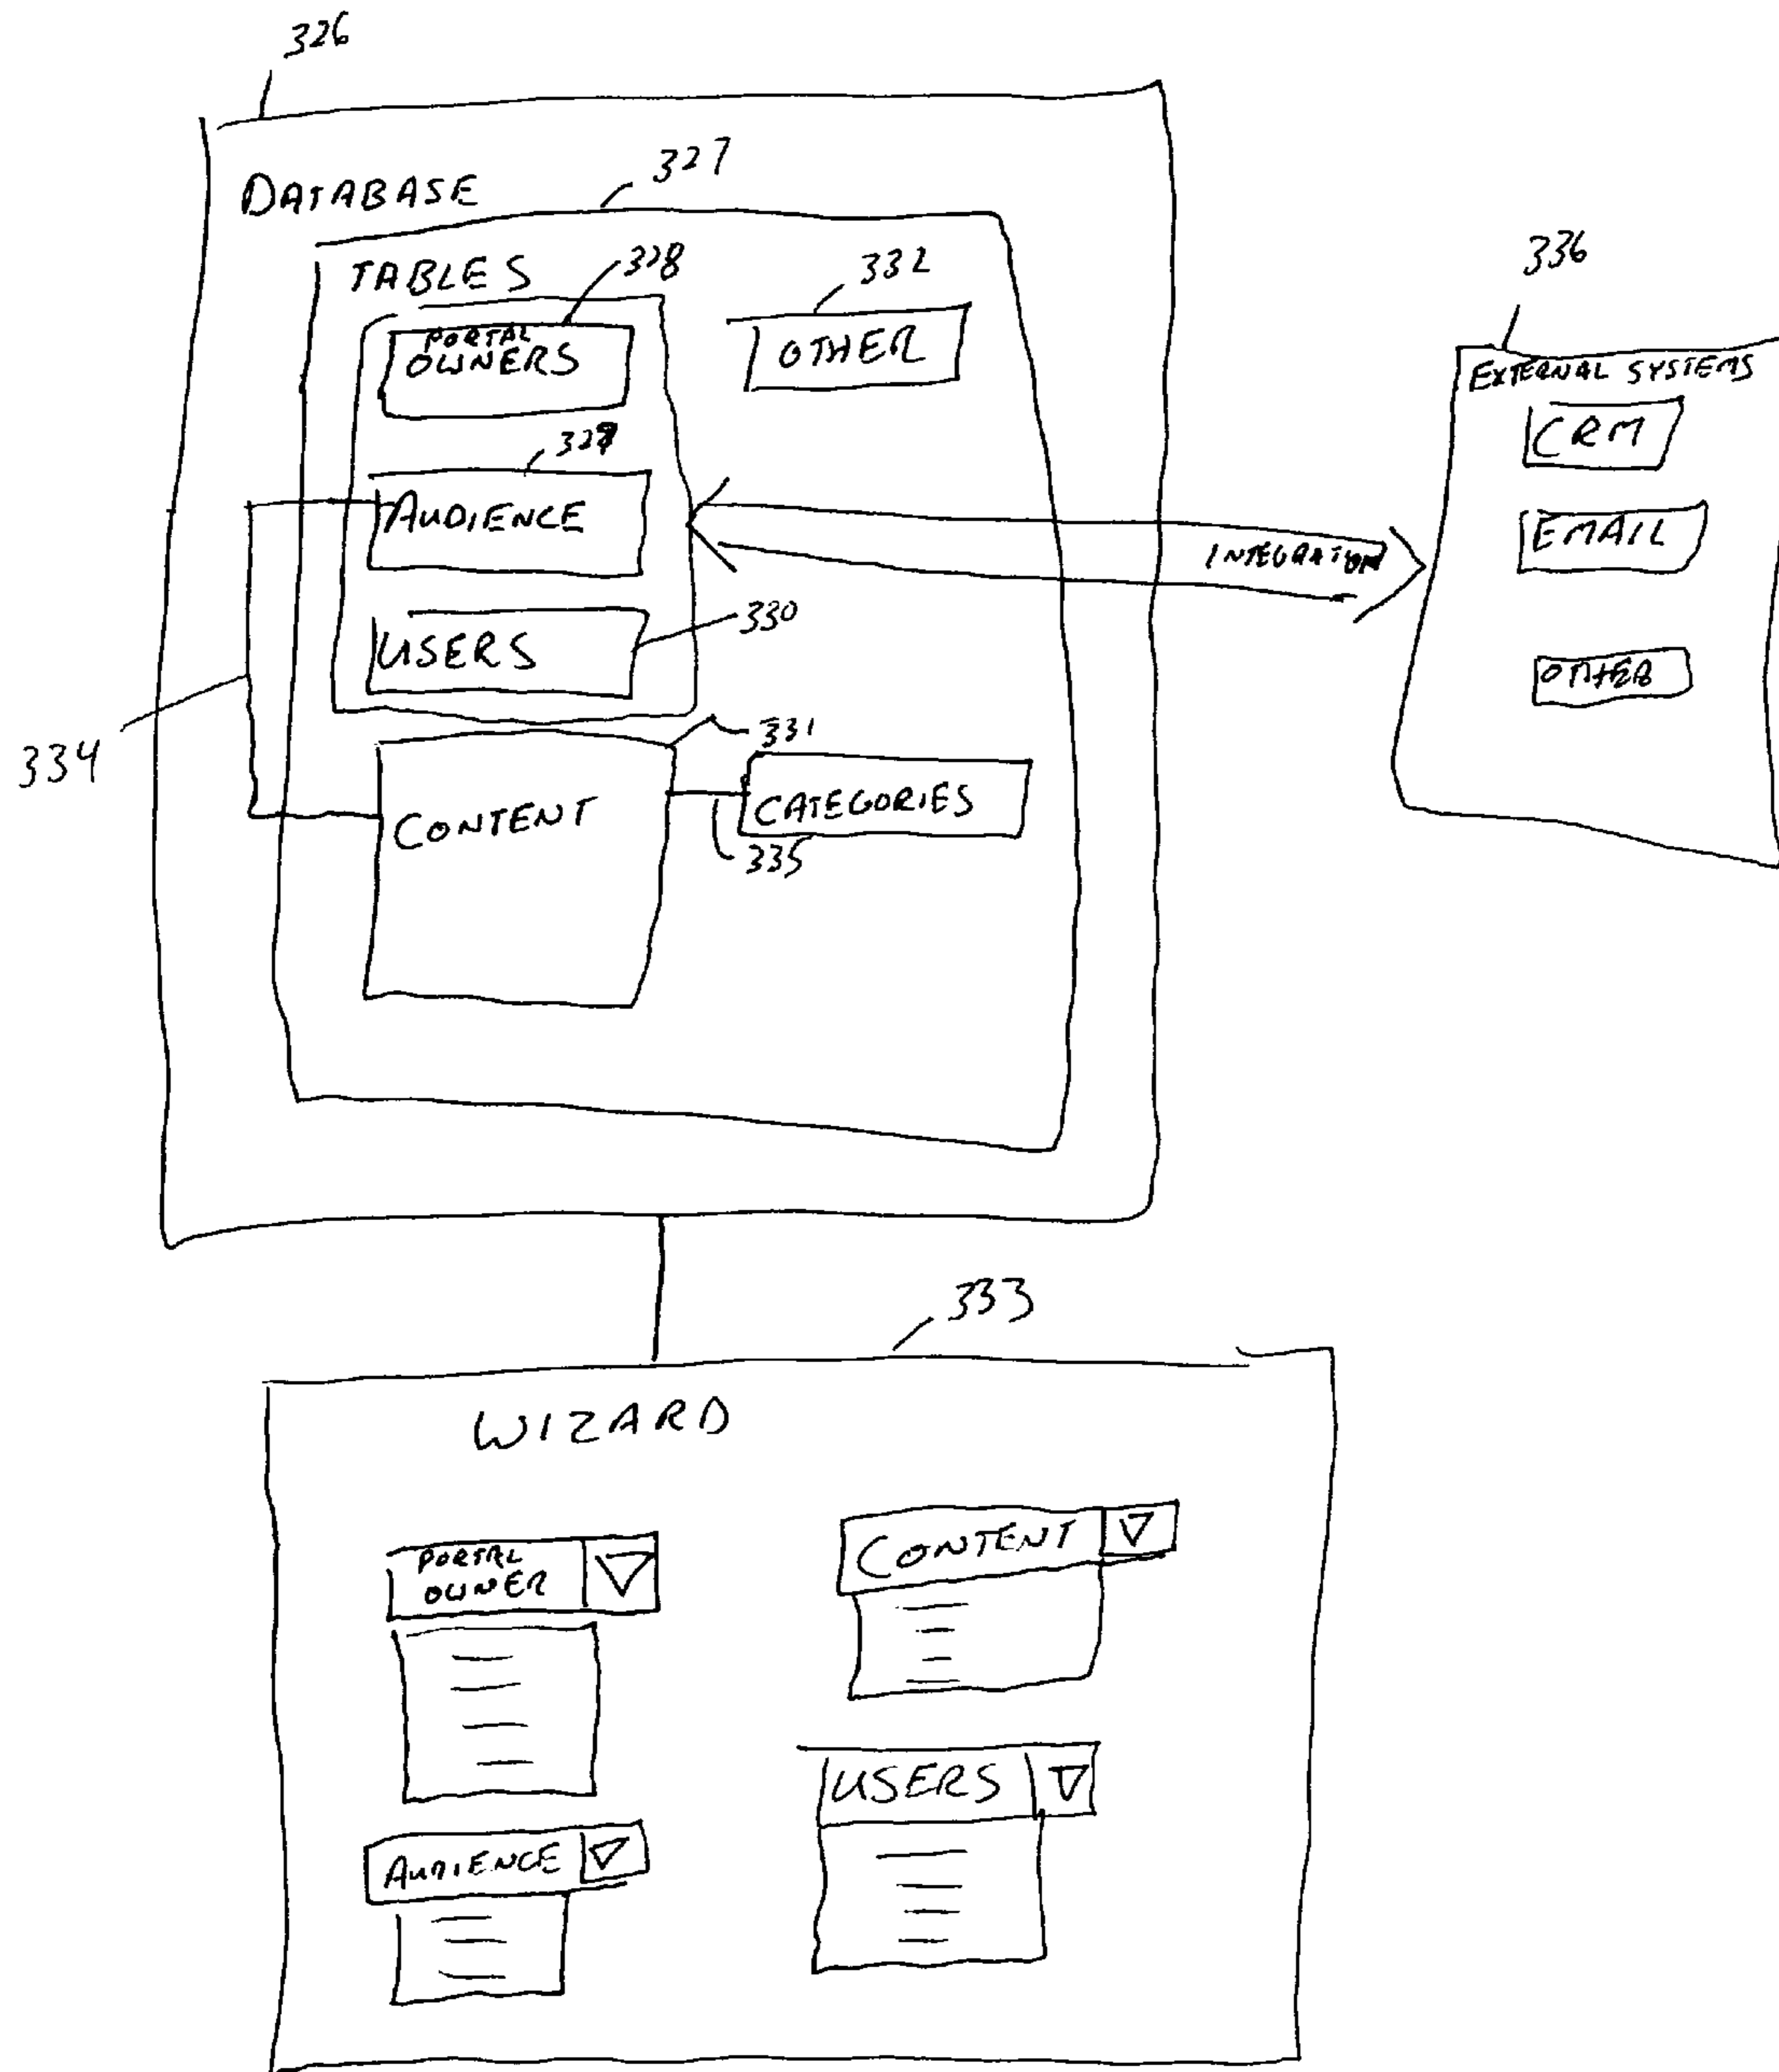 326
DATABASE
327
TABLES
328
332
PORTAL
OWNERS
OTHER
329
AUDIENCE
USERS
330
334
331
CONTENT
CATEGORIES
335
INTEGRATION
336
EXTERNAL SYSTEMS
CRM
EMAIL
OTHER
333
WIZARD
PORTAL
OWNER
CONTENT
AUDIENCE
USERS